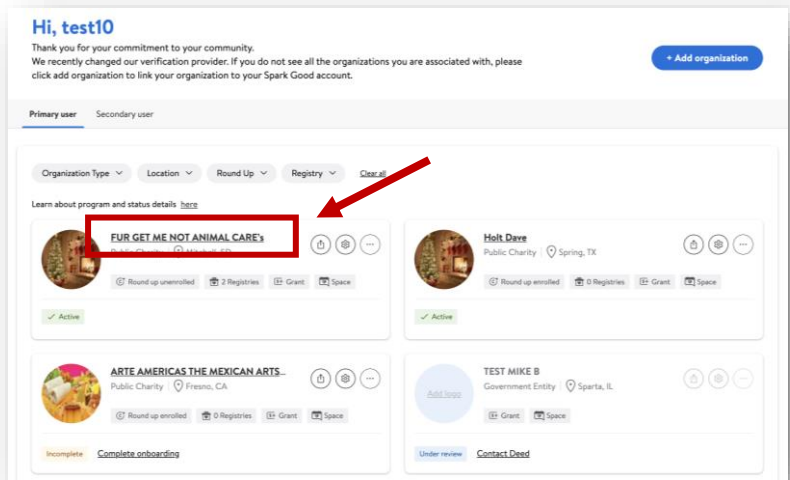 Hi, test10
Thank you for your commitment to your community.
We recently changed our verification provider. If you do not see all the organizations you are associated with, please
click add organization to link your organization to your Spark Good account.
+ Add organization
Primary user Secondary user
Organization Type Location Round Up Registry Clear all
Learn about program and status details here
FUR GET ME NOT ANIMAL CARE's
Public Charity
Round up unenrolled 2 Registries Grant Space
Active
Holt Dave
Public Charity Spring, TX
Round up enrolled 0 Registries Grant Space
Active
ARTE AMERICAS THE MEXICAN ARTS...
Public Charity Fresno, CA
Round up enrolled 0 Registries Grant Space
Incomplete Complete onboarding
Add logo
TEST MIKE B
Government Entity Sparta, IL
Grant Space
Under review Contact Deed